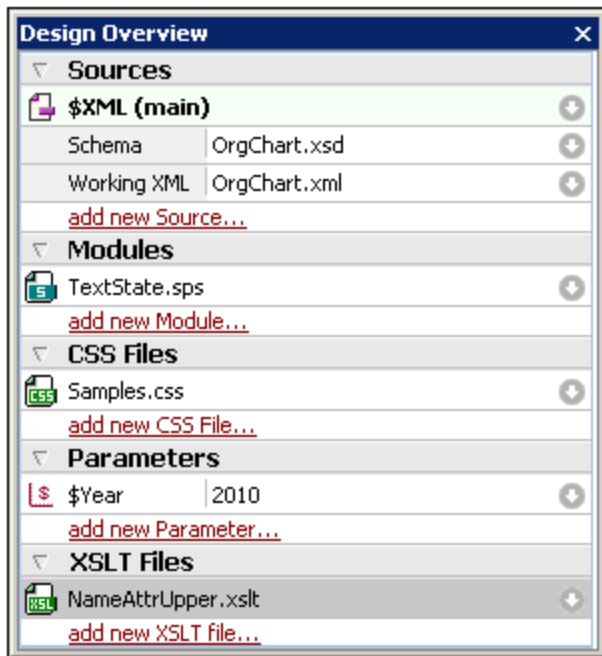 Design Overview
Sources
$XML (main)
Schema OrgChart.xsd
Working XML OrgChart.xml
add new Source...
Modules
S TextState.sps
add new Module...
CSS Files
CSS Samples.css
add new CSS File...
Parameters
$ $Year 2010
add new Parameter...
XSLT Files
XSL NameAttrUpper.xslt
add new XSLT file...